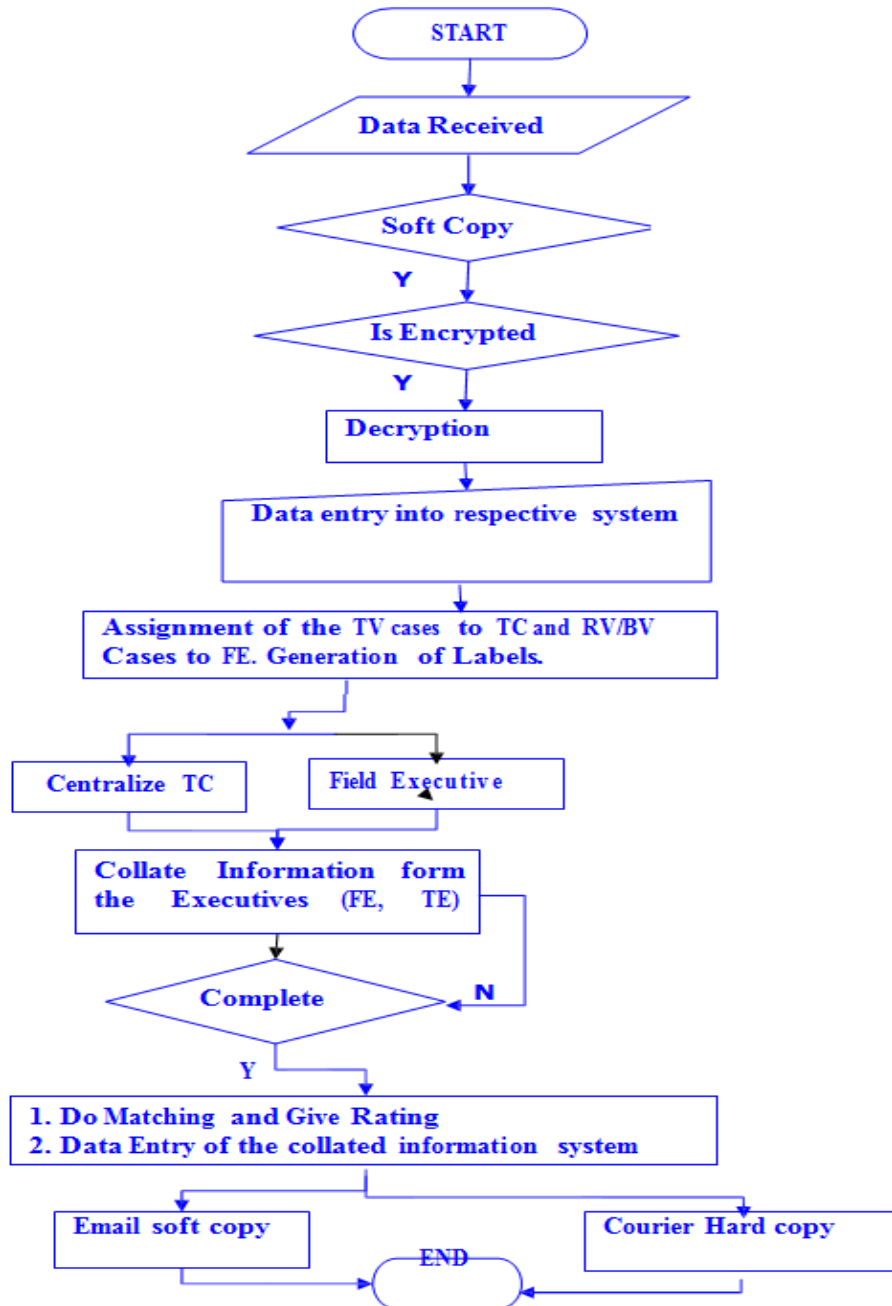 START
Data Received
Soft Copy
Y
Is Encrypted
Y
Decryption
Data entry into respective system
Assignment of the TV cases to TC and RV/BV
Cases to FE. Generation of Labels.
Centralize TC
Field Executive
Collate Information form
the Executives (FE, TE)
Complete
N
Y
1. Do Matching and Give Rating
2. Data Entry of the collated information system
Email soft copy
Courier Hard copy
END